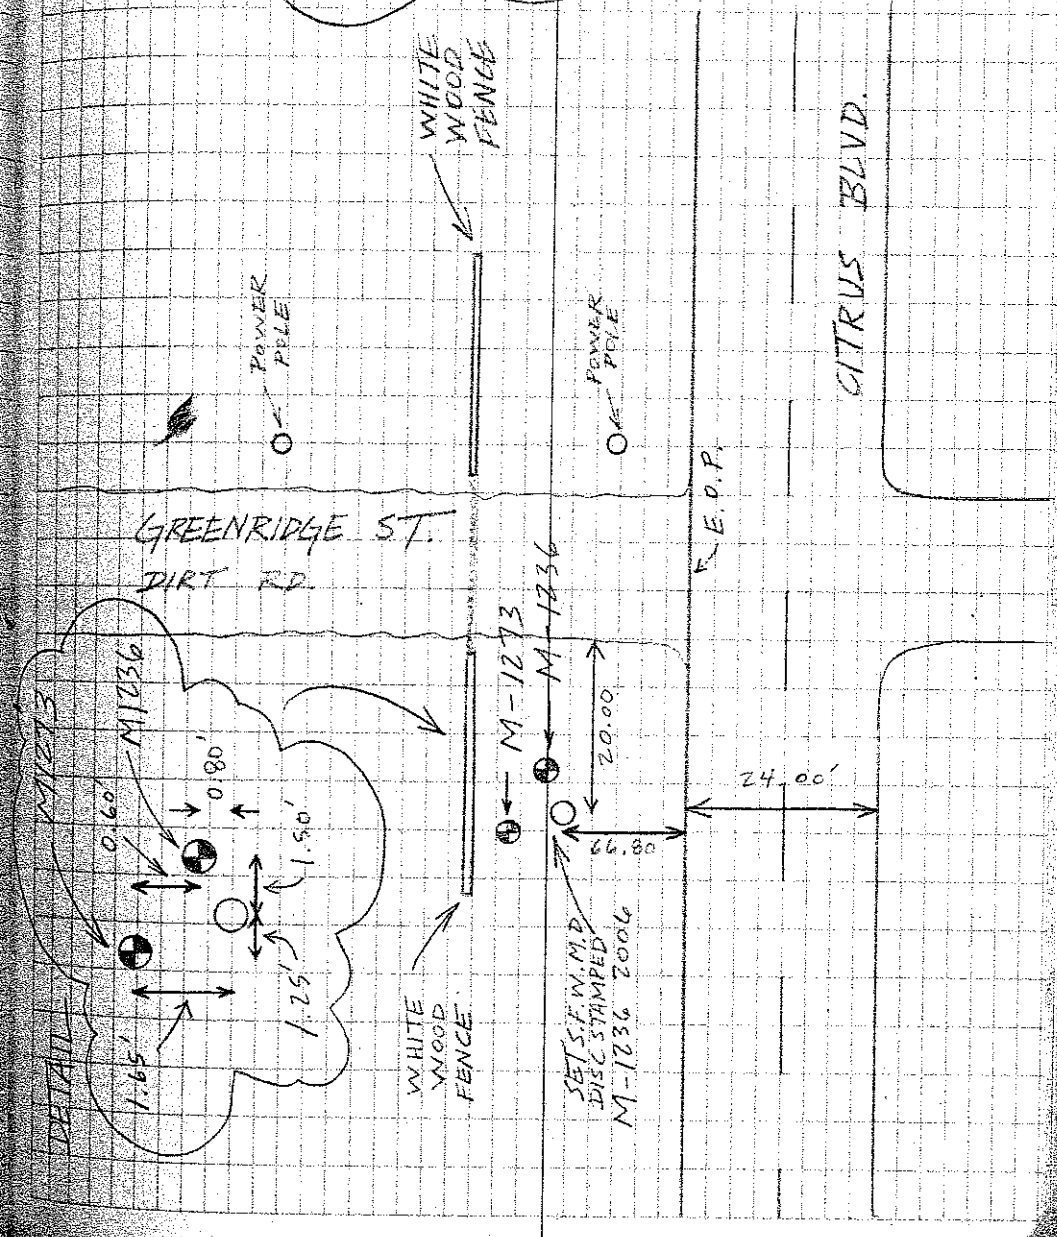 DETAIL
M1273
M1236
0.60'
0.80'
1.50'
1.25'
1.65'
GREENRIDGE ST.
DIRT RD.
POWER
POLE
WHITE
WOOD
FENCE
POWER
POLE
CITRUS BLVD.
E.O.P.
M-1273
M-1236
20.00
66.80
24.00'
WHITE
WOOD
FENCE
SET S.F.W.M.D.
DISC STAMPED
M-1236 2006